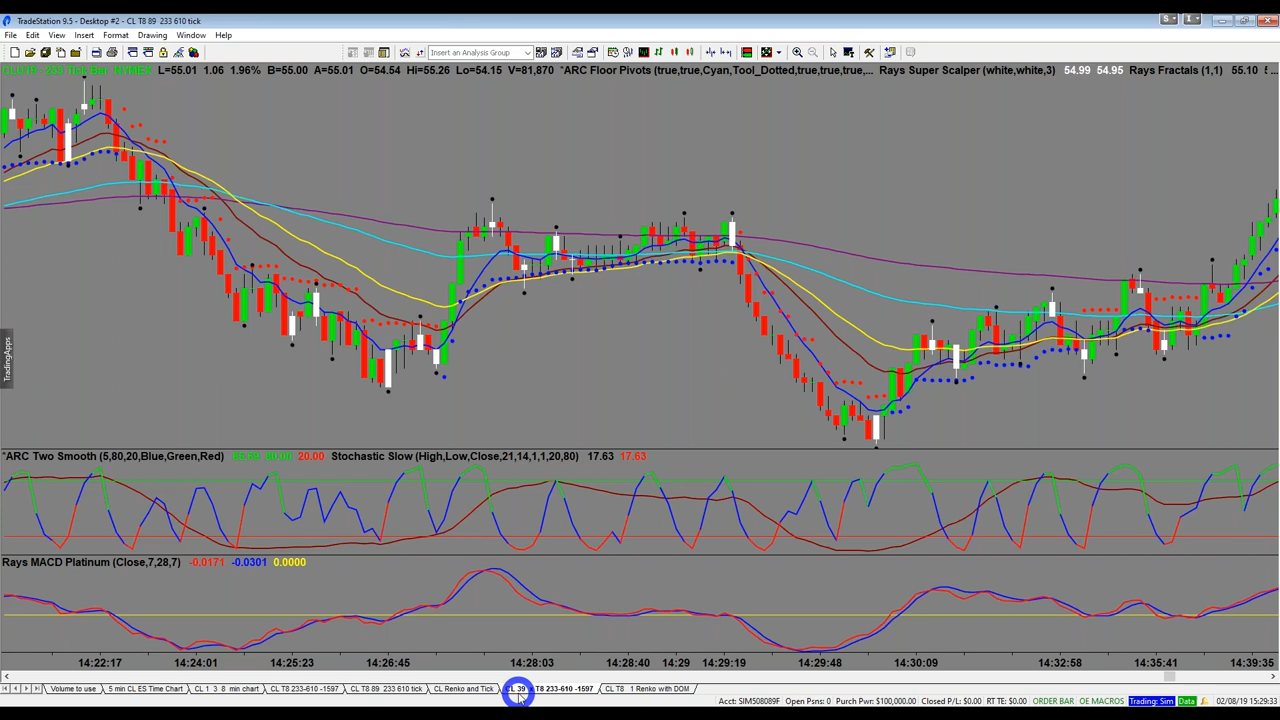 TradeStation 9.5 - Desktop #2 - CL T8 89 233 610 tick
S I
File Edit View Insert Format Drawing Window Help
Insert an Analysis Group
L=55.01 1.06 1.96% B=55.00 A=55.01 O=54.54 Hi=55.26 Lo=54.15 V=81,870 "ARC Floor Pivots (true,true,Cyan,Tool_Dotted,true,true,true,... Rays Super Scalper (white,white,3) 54.99 54.95 Rays Fractals (1,1) 55.10
TradingApps
"ARC Two Smooth (5,80,20,Blue,Green,Red) 20.00 Stochastic Slow (High,Low,Close,21,14,1,1,20,80) 17.63 17.63
Rays MACD Platinum (Close,7,28,7) -0.0171 -0.0301 0.0000
14:22:17 14:24:01 14:25:23 14:26:45 14:28:03 14:28:40 14:29 14:29:19 14:29:48 14:30:09 14:32:58 14:35:41 14:39:35
Volume to use 5 min CL ES Time Chart CL 1 3 8 min chart CL T8 233-610 -1597 CL T8 89 233 610 tick CL Renko and Tick CL 39 T8 233-610 -1597 CL T8 1 Renko with DOM
Acct: SIM508089F Open Psns: 0 Purch Pwr: $100,000.00 Closed P/L: $0.00 RT TE: $0.00 ORDER BAR OE MACROS Trading: Sim Data 02/08/19 15:29:33